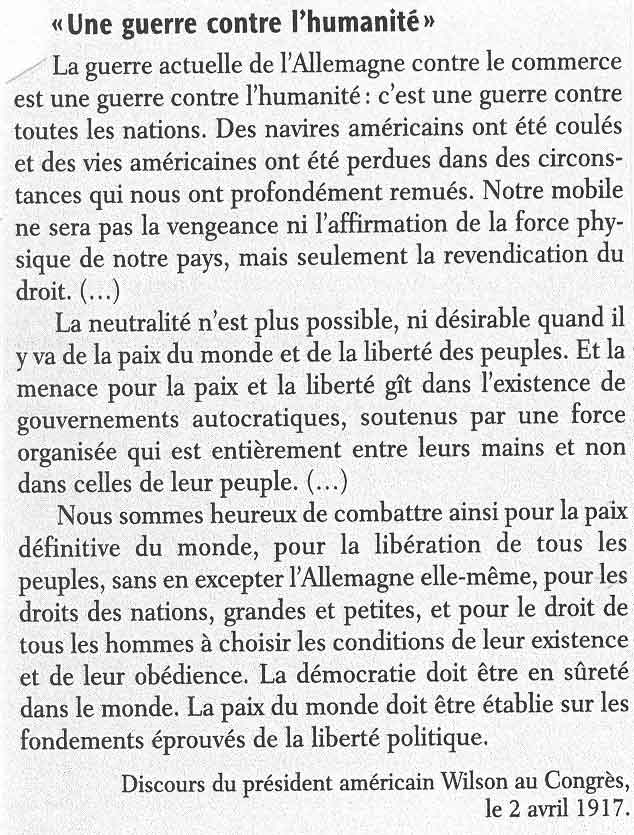 «Une guerre contre l'humanité»
La guerre actuelle de l'Allemagne contre le commerce
est une guerre contre l'humanité: c'est une guerre contre
toutes les nations. Des navires américains ont été coulés
et des vies américaines ont été perdues dans des circons-
tances qui nous ont profondément remués. Notre mobile
ne sera pas la vengeance ni l'affirmation de la force phy-
sique de notre pays, mais seulement la revendication du
droit. (...)
La neutralité n'est plus possible, ni désirable quand il
y va de la paix du monde et de la liberté des peuples. Et la
menace pour la paix et la liberté gît dans l'existence de
gouvernements autocratiques, soutenus par une force
organisée qui est entièrement entre leurs mains et non
dans celles de leur peuple. (...)
Nous sommes heureux de combattre ainsi pour la paix
définitive du monde, pour la libération de tous les
peuples, sans en excepter l'Allemagne elle-même, pour les
droits des nations, grandes et petites, et pour le droit de
tous les hommes à choisir les conditions de leur existence
et de leur obédience. La démocratie doit être en sûreté
dans le monde. La paix du monde doit être établie sur les
fondements éprouvés de la liberté politique.
Discours du président américain Wilson au Congrès,
le 2 avril 1917.